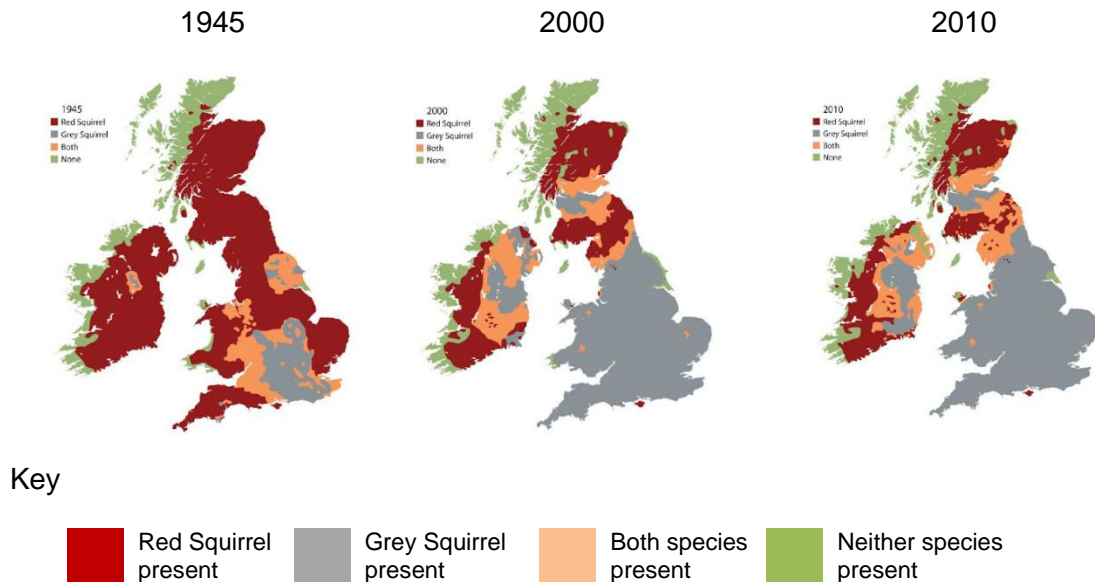 1945
2000
2010
1945
Red Squirrel
Grey Squirrel
Both
None
2000
Red Squirrel
Grey Squirrel
Both
None
2010
Red Squirrel
Grey Squirrel
Both
None
Key
Red Squirrel
present
Grey Squirrel
present
Both species
present
Neither species
present